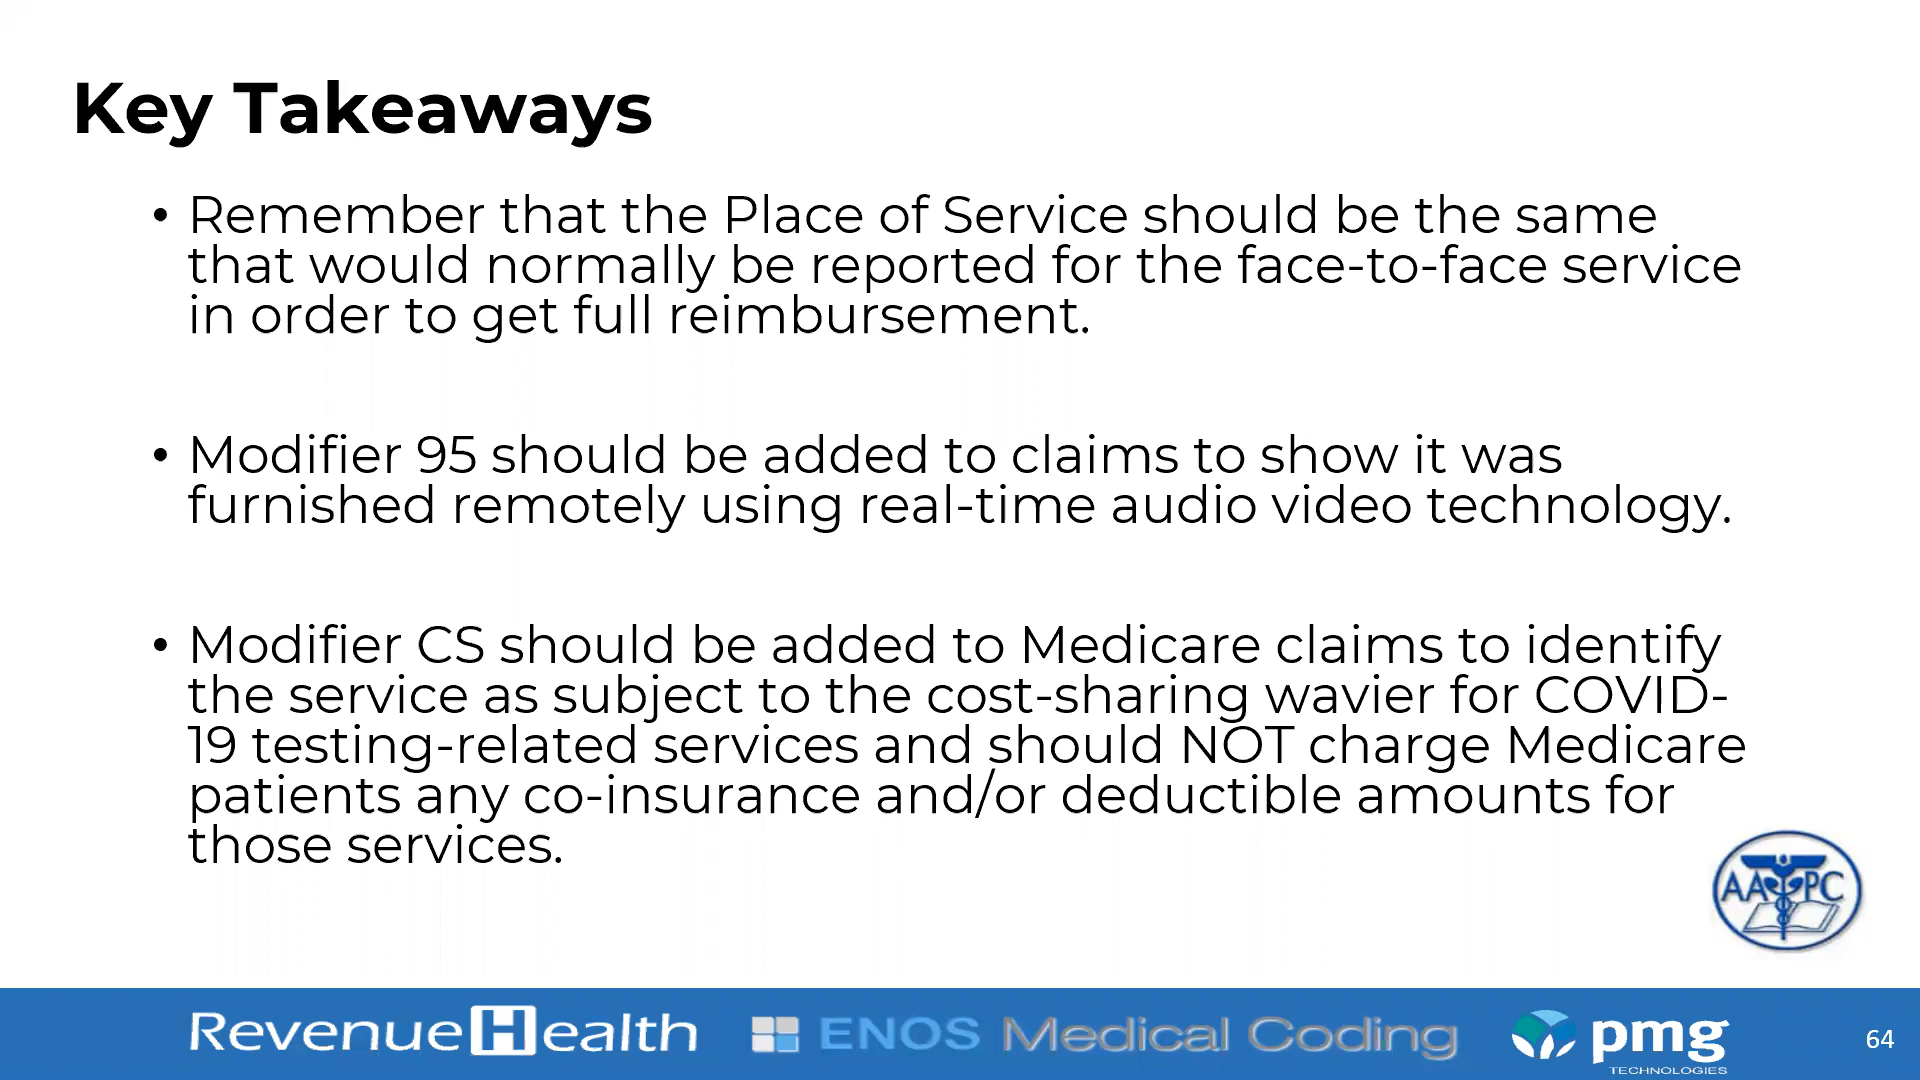 Key Takeaways
• Remember that the Place of Service should be the same
that would normally be reported for the face-to-face service
in order to get full reimbursement.
• Modifier 95 should be added to claims to show it was
furnished remotely using real-time audio video technology.
• Modifier CS should be added to Medicare claims to identify
the service as subject to the cost-sharing wavier for COVID-
19 testing-related services and should NOT charge Medicare
patients any co-insurance and/or deductible amounts for
those services.
AAPC
RevenueHealth
ENOS Medical Coding
pmg
TECHNOLOGIES
64